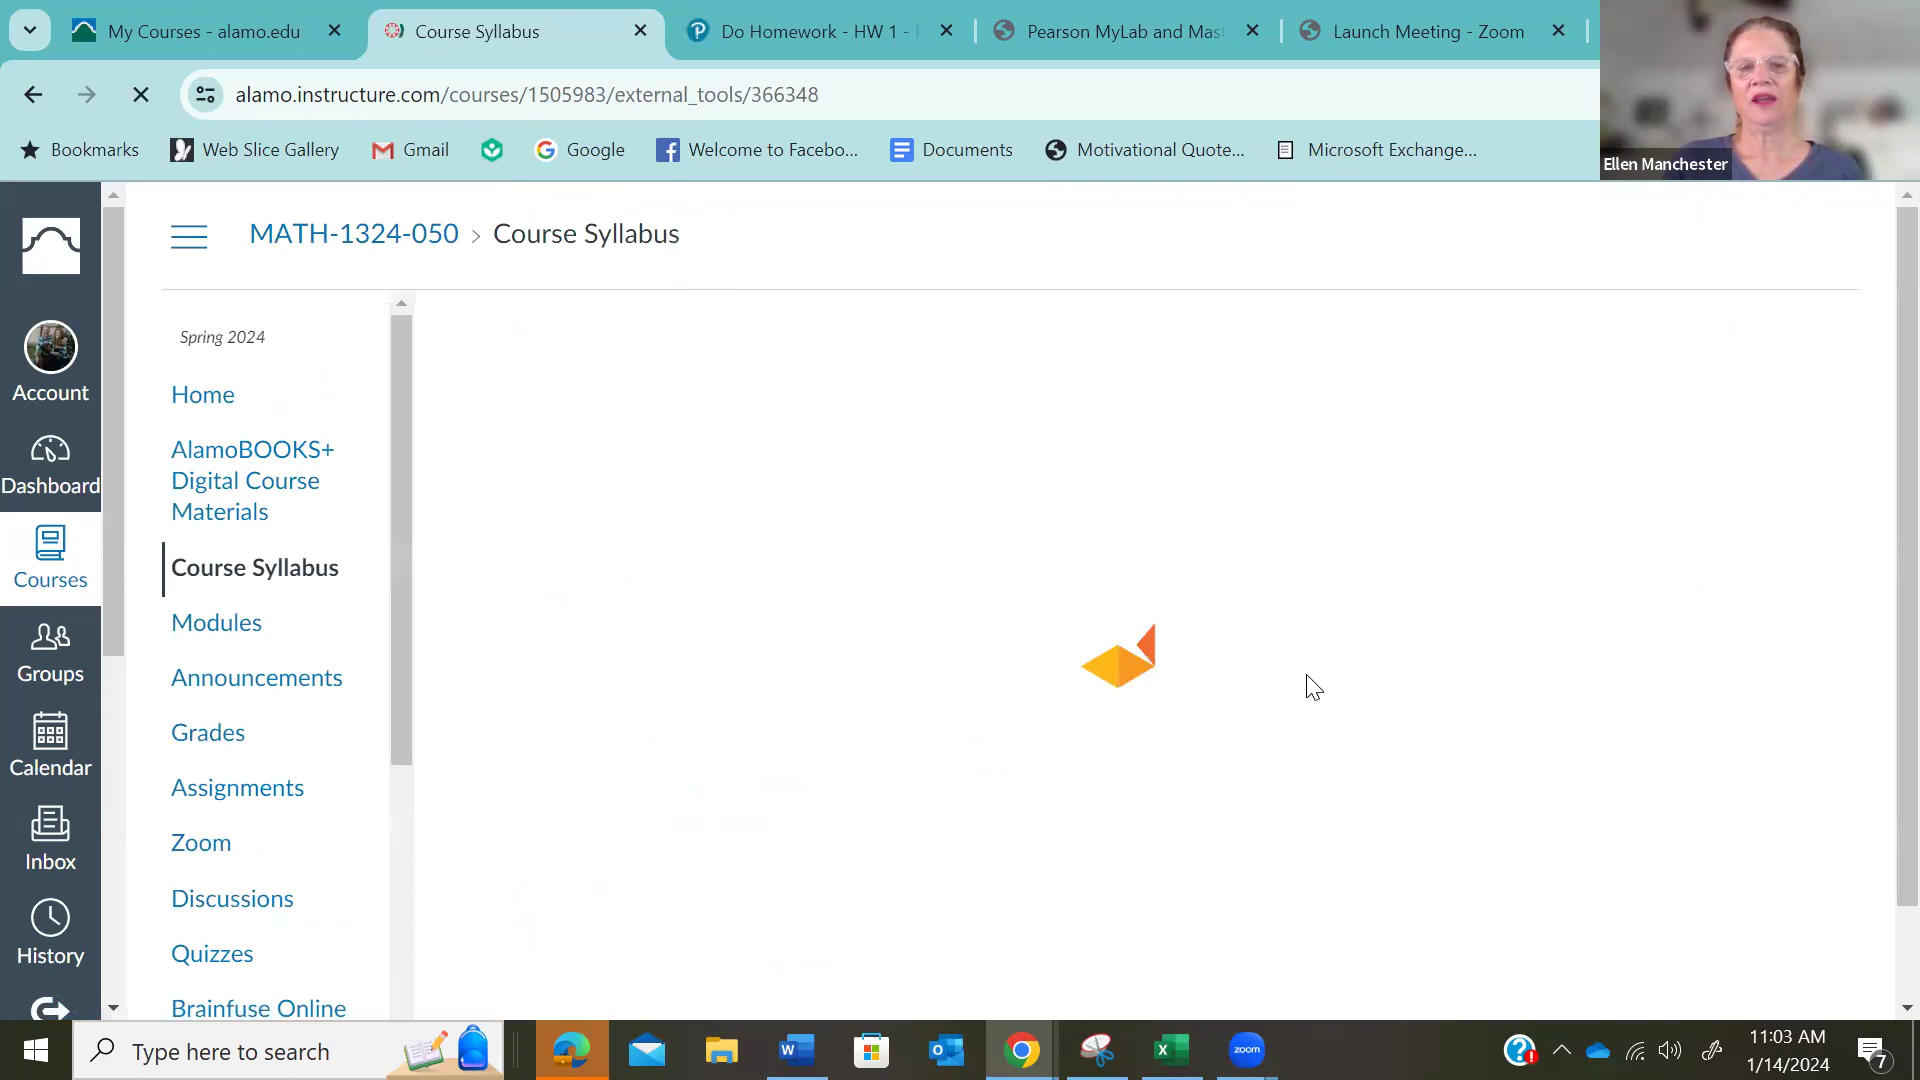 My Courses - alamo.edu
Course Syllabus
Do Homework - HW 1 -
Pearson MyLab and Mast
Launch Meeting - Zoom
alamo.instructure.com/courses/1505983/external_tools/366348
Bookmarks
Web Slice Gallery
Gmail
Google
Welcome to Facebo...
Documents
Motivational Quote...
Microsoft Exchange...
Ellen Manchester
MATH-1324-050 > Course Syllabus
Account
Dashboard
Courses
Groups
Calendar
Inbox
History
Spring 2024
Home
AlamoBOOKS+
Digital Course
Materials
Course Syllabus
Modules
Announcements
Grades
Assignments
Zoom
Discussions
Quizzes
Brainfuse Online
Type here to search
zoom
11:03 AM
1/14/2024
7